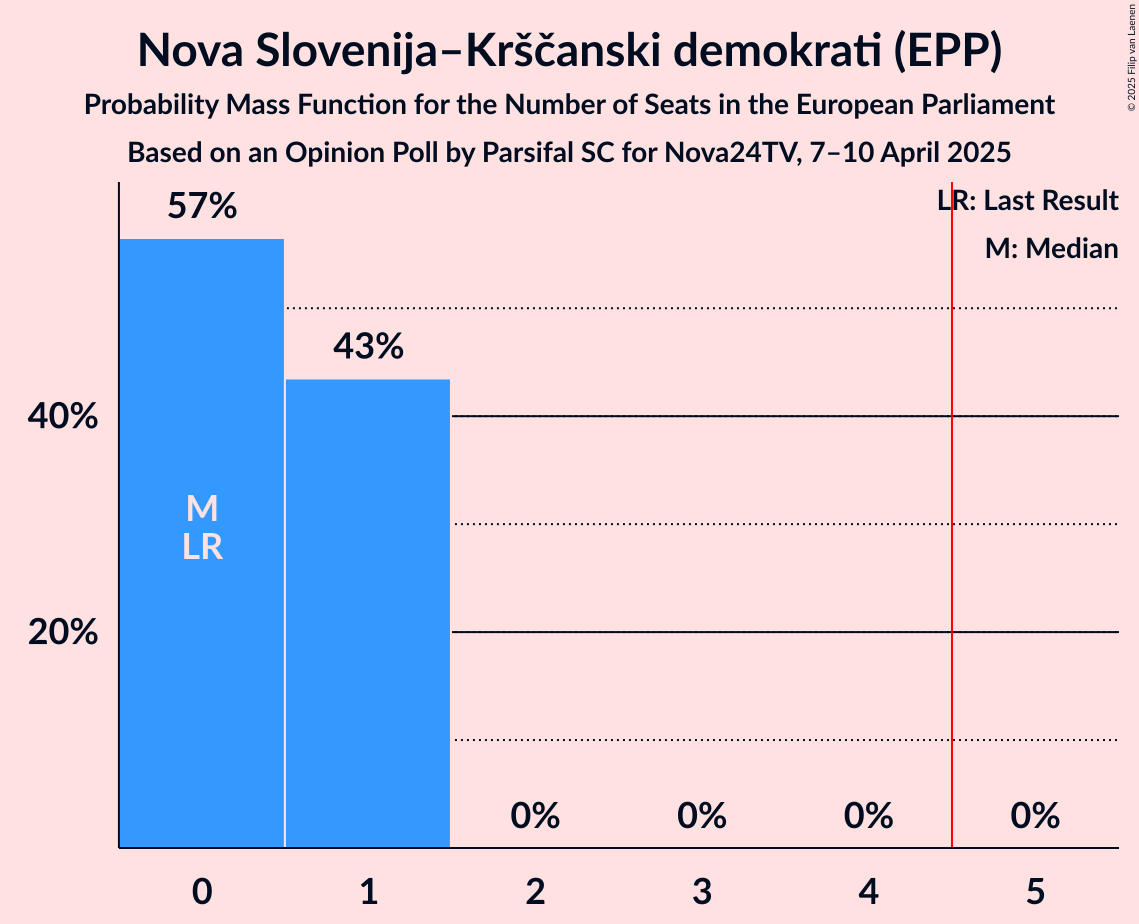 Nova Slovenija–Krščanski demokrati (EPP)
Probability Mass Function for the Number of Seats in the European Parliament
Based on an Opinion Poll by Parsifal SC for Nova24TV, 7–10 April 2025
© 2025 Filip van Laenen
LR: Last Result
M: Median
57%
43%
40%
20%
M
LR
0%
0%
0%
0%
0
1
2
3
4
5